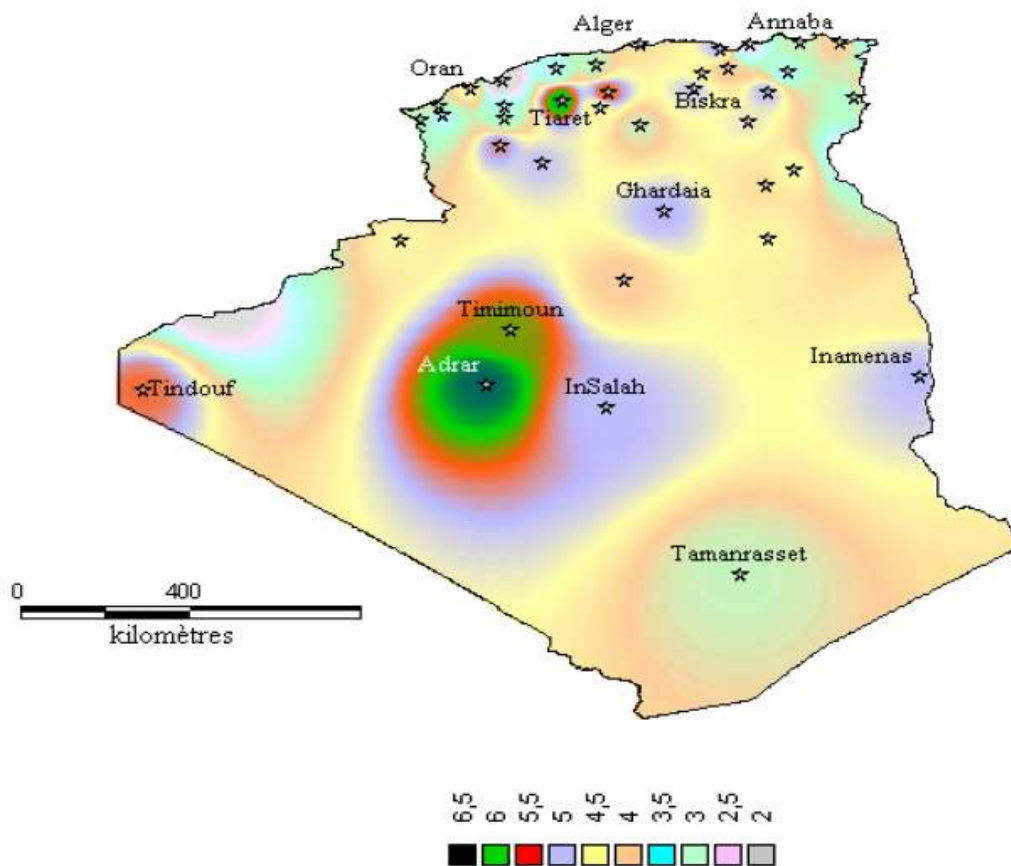 Alger
Annaba
Oran
Biskra
Tiaret
Ghardaia
Timimoun
Adrar
Inamenas
Tindouf
InSalah
Tamanrasset
0 400
kilomètres
6,5 6 5,5 5 4,5 4 3,5 3 2,5 2